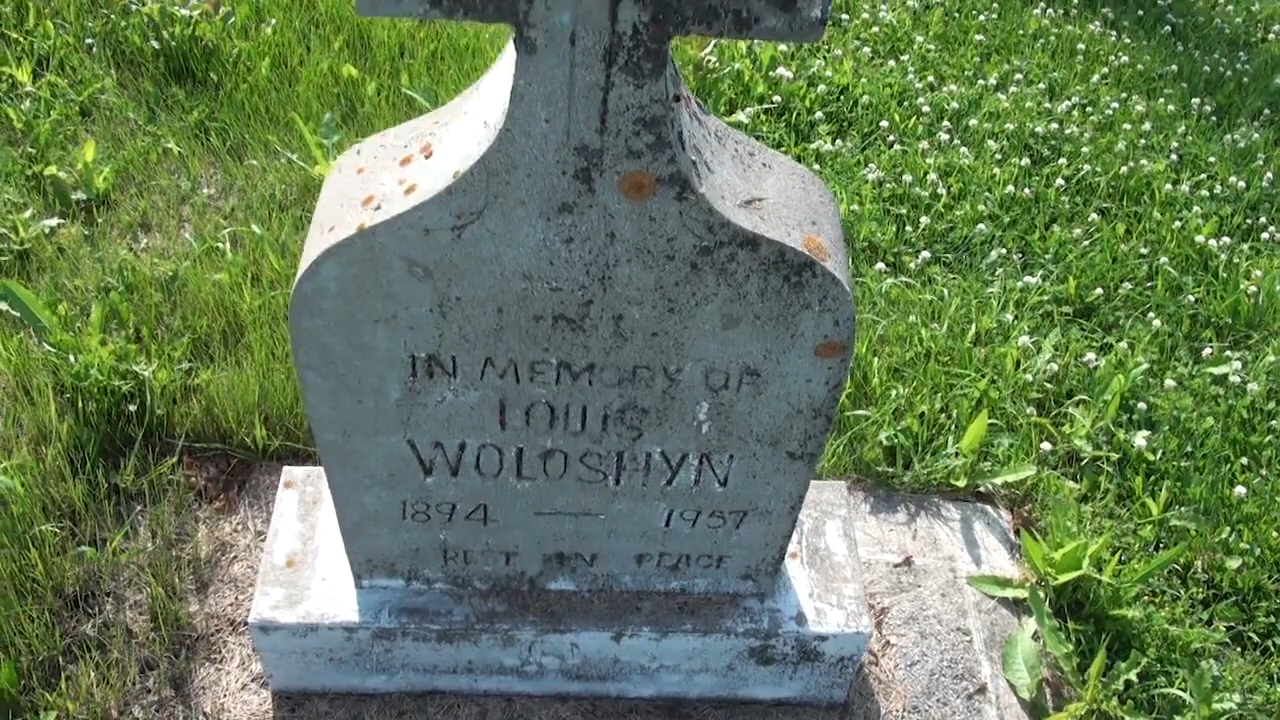 IN MEMORY OF
LOUIS
WOLOSHYN
1894 — 1957
REST IN PEACE